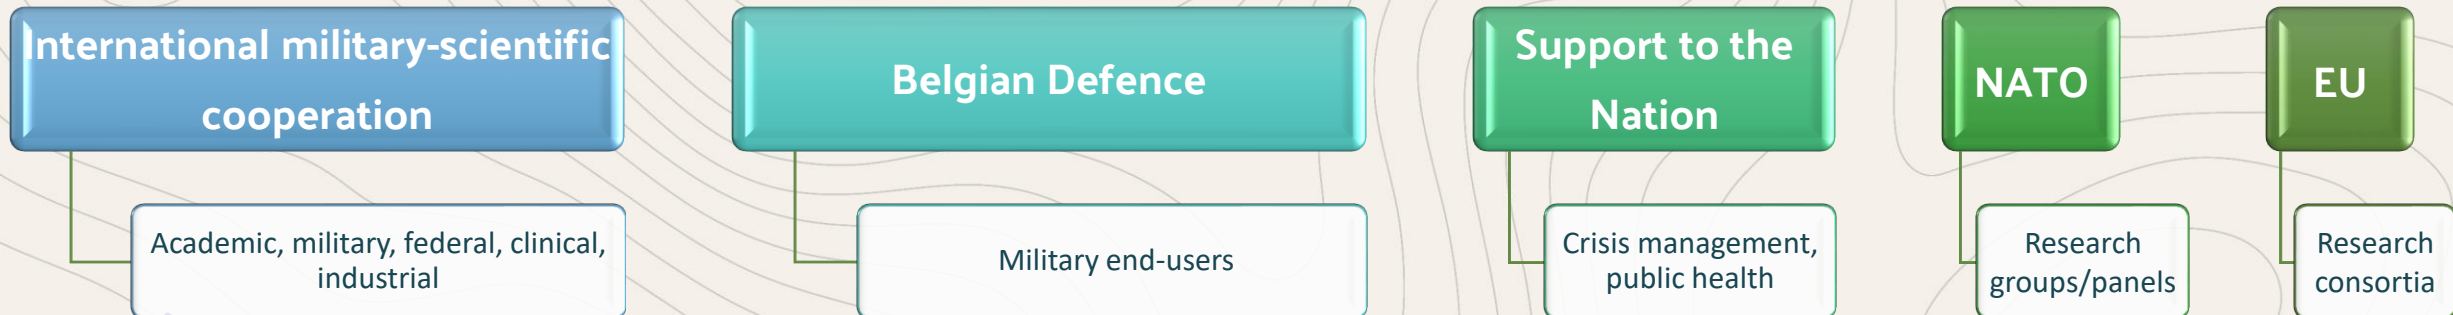 International military-scientific
cooperation
Academic, military, federal, clinical,
industrial
Belgian Defence
Military end-users
Support to the
Nation
Crisis management,
public health
NATO
Research
groups/panels
EU
Research
consortia